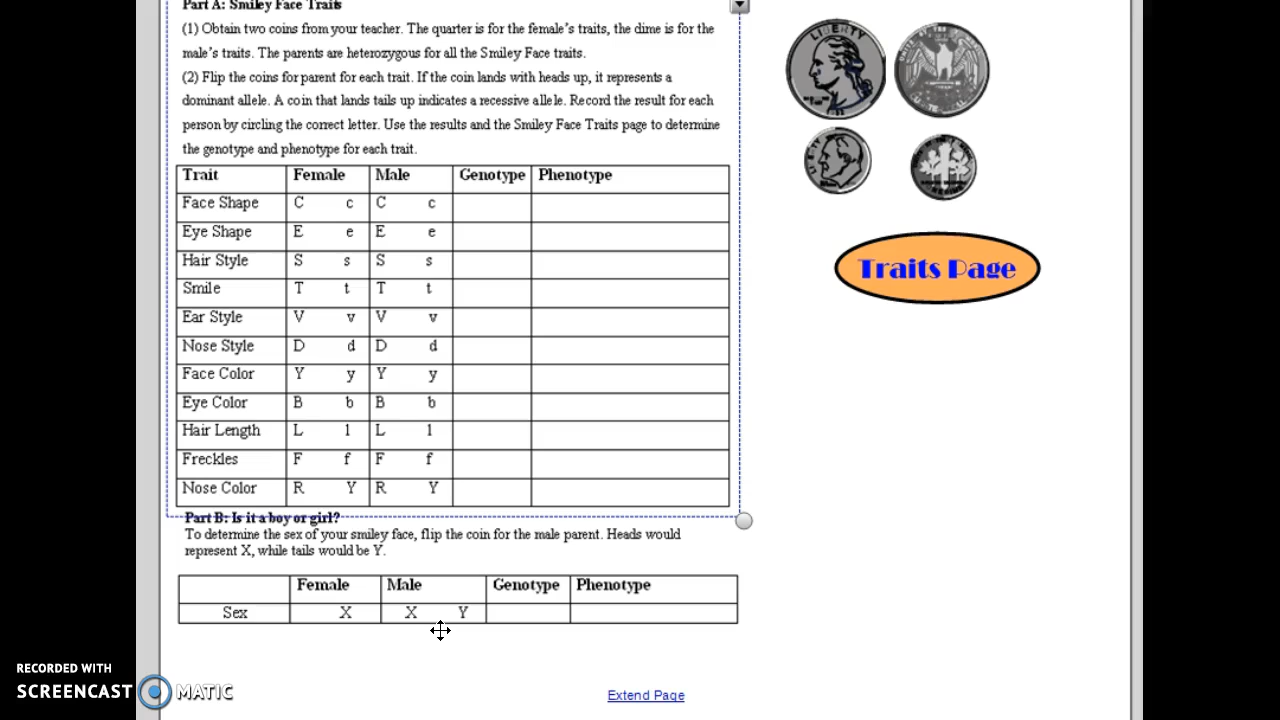 Part A: Smiley Face Traits
(1) Obtain two coins from your teacher. The quarter is for the female's traits, the dime is for the
male's traits. The parents are heterozygous for all the Smiley Face traits.
(2) Flip the coins for parent for each trait. If the coin lands with heads up, it represents a
dominant allele. A coin that lands tails up indicates a recessive allele. Record the result for each
person by circling the correct letter. Use the results and the Smiley Face Traits page to determine
the genotype and phenotype for each trait.
Trait Female Male Genotype Phenotype
Face Shape C c C c
Eye Shape E e E e
Hair Style S s S s
Smile T t T t
Ear Style V v V v
Nose Style D d D d
Face Color Y y Y y
Eye Color B b B b
Hair Length L l L l
Freckles F f F f
Nose Color R Y R Y
Part B: Is it a boy or girl?
To determine the sex of your smiley face, flip the coin for the male parent. Heads would
represent X, while tails would be Y.
Female Male Genotype Phenotype
Sex X X Y
LIBERTY
Traits Page
Extend Page
RECORDED WITH
SCREENCAST MATIC